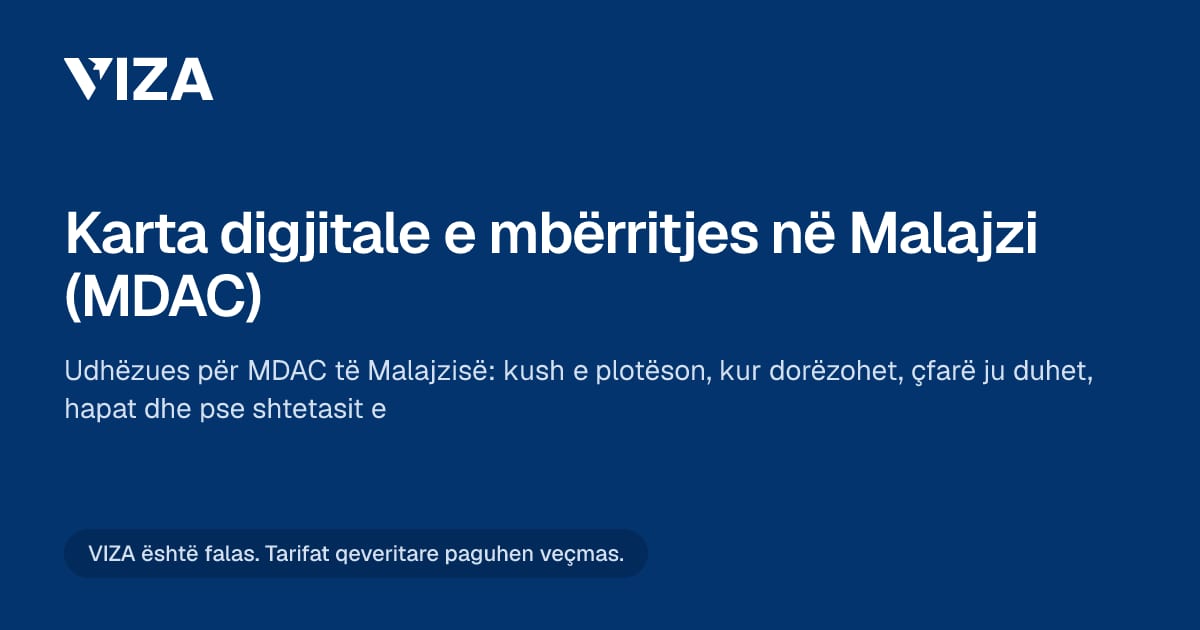 VIZA
Karta digjitale e mbërritjes në Malajzi
(MDAC)
Udhëzues për MDAC të Malajzisë: kush e plotëson, kur dorëzohet, çfarë ju duhet,
hapat dhe pse shtetasit e
VIZA është falas. Tarifat qeveritare paguhen veçmas.